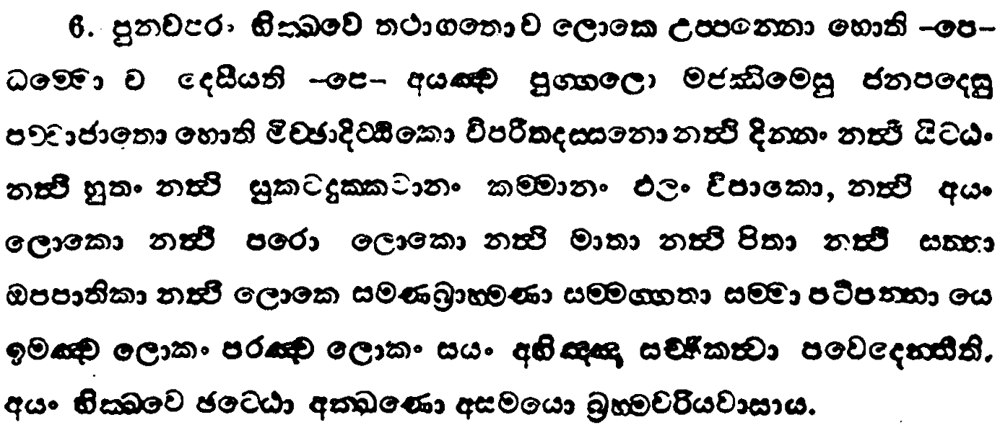 6. පුනචපරං භික්ඛවෙ තථාගතො ච ලොකෙ උප්පන්නො හොති -පෙ-
ධම්මො ච දෙසීයති -පෙ- අයඤ්ච පුග්ගලො මජ්ඣිමෙසු ජනපදෙසු
පච්චාජාතො හොති මිච්ඡාදිට්ඨිකො විපරීතදස්සනො නත්ථි දින්නං නත්ථි යිට්ඨං
නත්ථි හුතං නත්ථි සුකටදුක්කටානං කම්මානං ඵලං විපාකො, නත්ථි අයං
ලොකො නත්ථි පරො ලොකො නත්ථි මාතා නත්ථි පිතා නත්ථි සත්තා
ඔපපාතිකා නත්ථි ලොකෙ සමණබ්‍රාහ්මණා සම්මග්ගතා සම්මා පටිපන්නා යෙ
ඉමඤ්ච ලොකං පරඤ්ච ලොකං සයං අභිඤ්ඤා සච්ඡිකත්වා පවෙදෙන්තීති.
අයං භික්ඛවෙ ඡට්ඨො අක්ඛණො අසමයො බ්‍රහ්මචරියවාසාය.